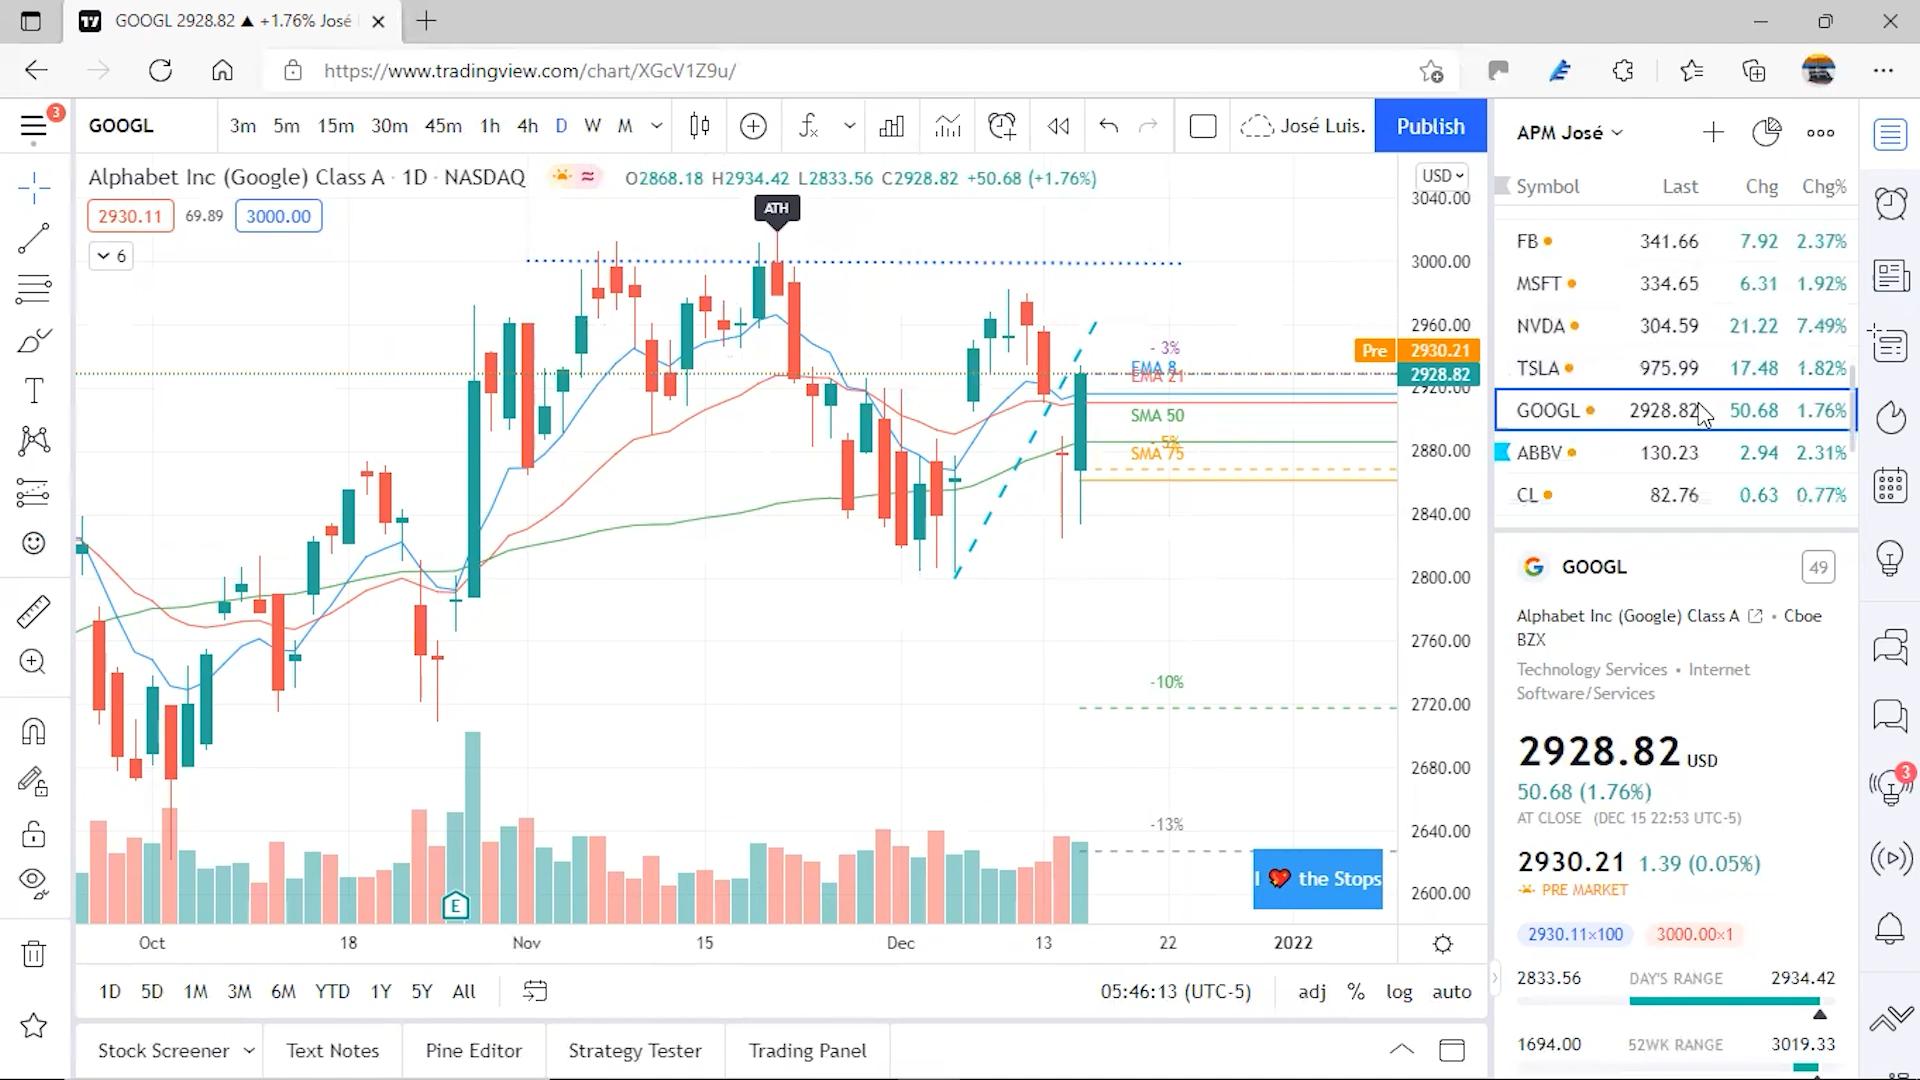 GOOGL 2928.82 ▲ +1.76% José
https://www.tradingview.com/chart/XGcV1Z9u/
3
GOOGL
3m 5m 15m 30m 45m 1h 4h D W M
José Luis.
Publish
Alphabet Inc (Google) Class A · 1D · NASDAQ
O2868.18 H2934.42 L2833.56 C2928.82 +50.68 (+1.76%)
2930.11 69.89 3000.00
6
ATH
USD
3040.00
3000.00
2960.00
Pre 2930.21
2928.82
2920.00
2880.00
2840.00
2800.00
2760.00
2720.00
2680.00
2640.00
2600.00
- 3%
EMA 8
EMA 21
SMA 50
- 5%
SMA 75
-10%
-13%
I 💖 the Stops
E
Oct 18 Nov 15 Dec 13 22 2022
1D 5D 1M 3M 6M YTD 1Y 5Y All
05:46:13 (UTC-5) adj % log auto
Stock Screener Text Notes Pine Editor Strategy Tester Trading Panel
APM José
Symbol Last Chg Chg%
FB 341.66 7.92 2.37%
MSFT 334.65 6.31 1.92%
NVDA 304.59 21.22 7.49%
TSLA 975.99 17.48 1.82%
GOOGL 2928.82 50.68 1.76%
ABBV 130.23 2.94 2.31%
CL 82.76 0.63 0.77%
GOOGL 49
Alphabet Inc (Google) Class A • Cboe
BZX
Technology Services • Internet
Software/Services
2928.82 USD
50.68 (1.76%)
AT CLOSE (DEC 15 22:53 UTC-5)
2930.21 1.39 (0.05%)
PRE MARKET
2930.11×100 3000.00×1
2833.56 DAY'S RANGE 2934.42
1694.00 52WK RANGE 3019.33
3